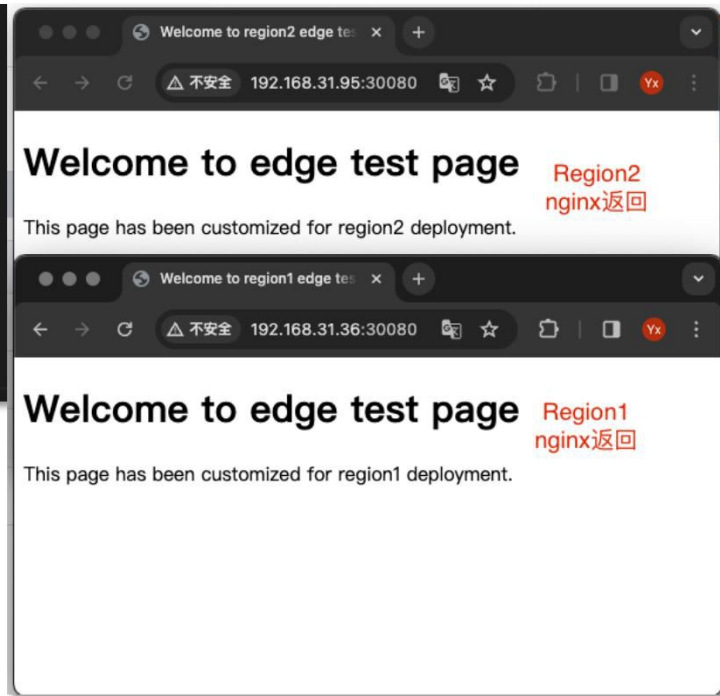 Welcome to region2 edge tes
不安全 192.168.31.95:30080
Yx
Welcome to edge test page
Region2
nginx返回
This page has been customized for region2 deployment.
Welcome to region1 edge tes
不安全 192.168.31.36:30080
Yx
Welcome to edge test page
Region1
nginx返回
This page has been customized for region1 deployment.